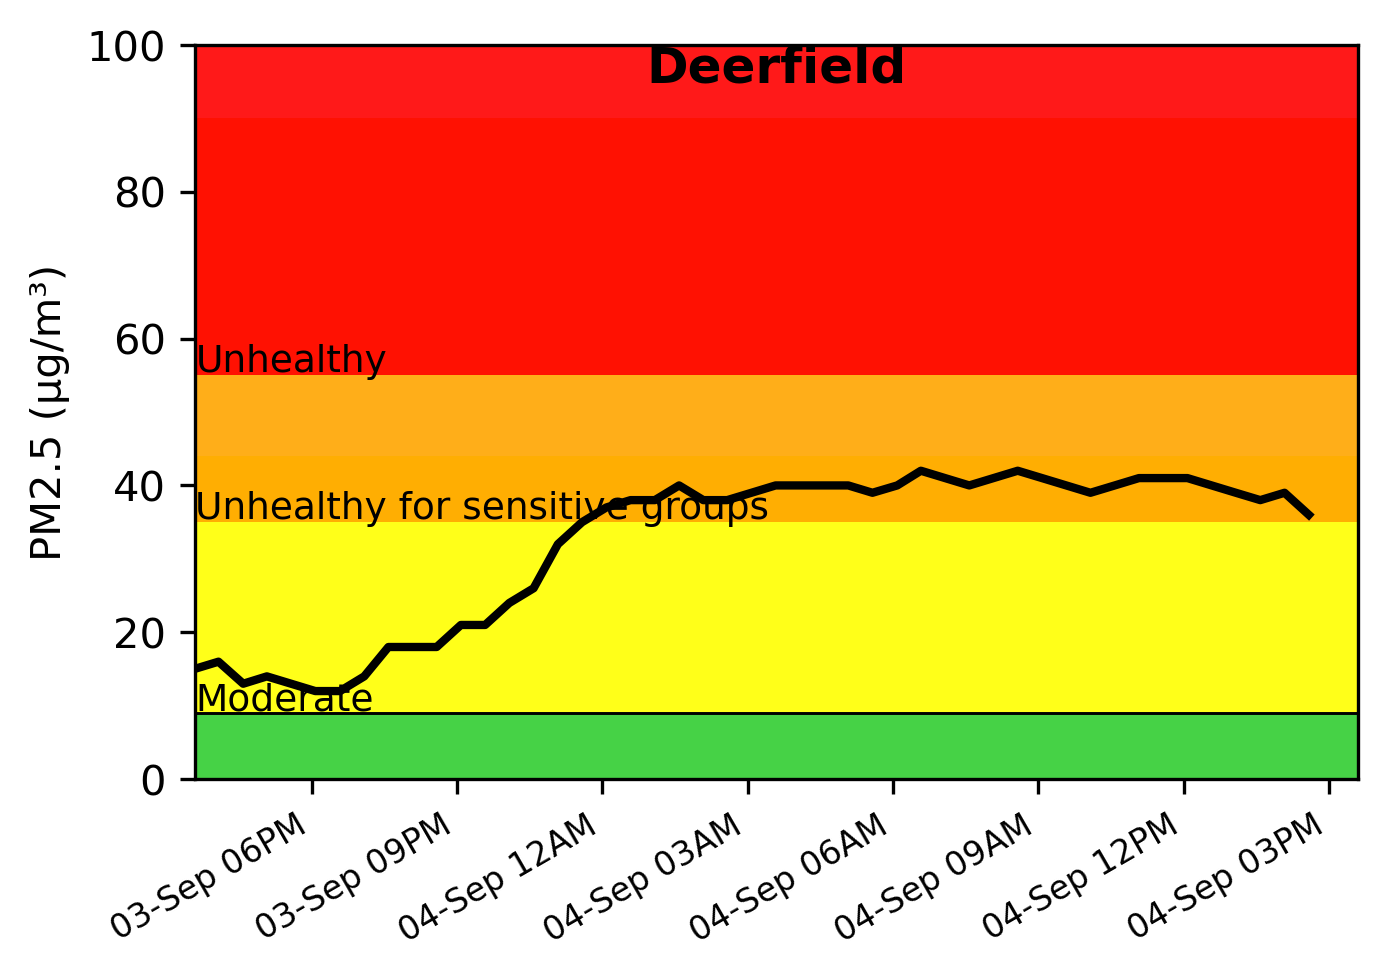 Deerfield
PM2.5 (µg/m³)
100
80
60
40
20
0
Unhealthy
Unhealthy for sensitive groups
Moderate
03-Sep 06PM
03-Sep 09PM
04-Sep 12AM
04-Sep 03AM
04-Sep 06AM
04-Sep 09AM
04-Sep 12PM
04-Sep 03PM